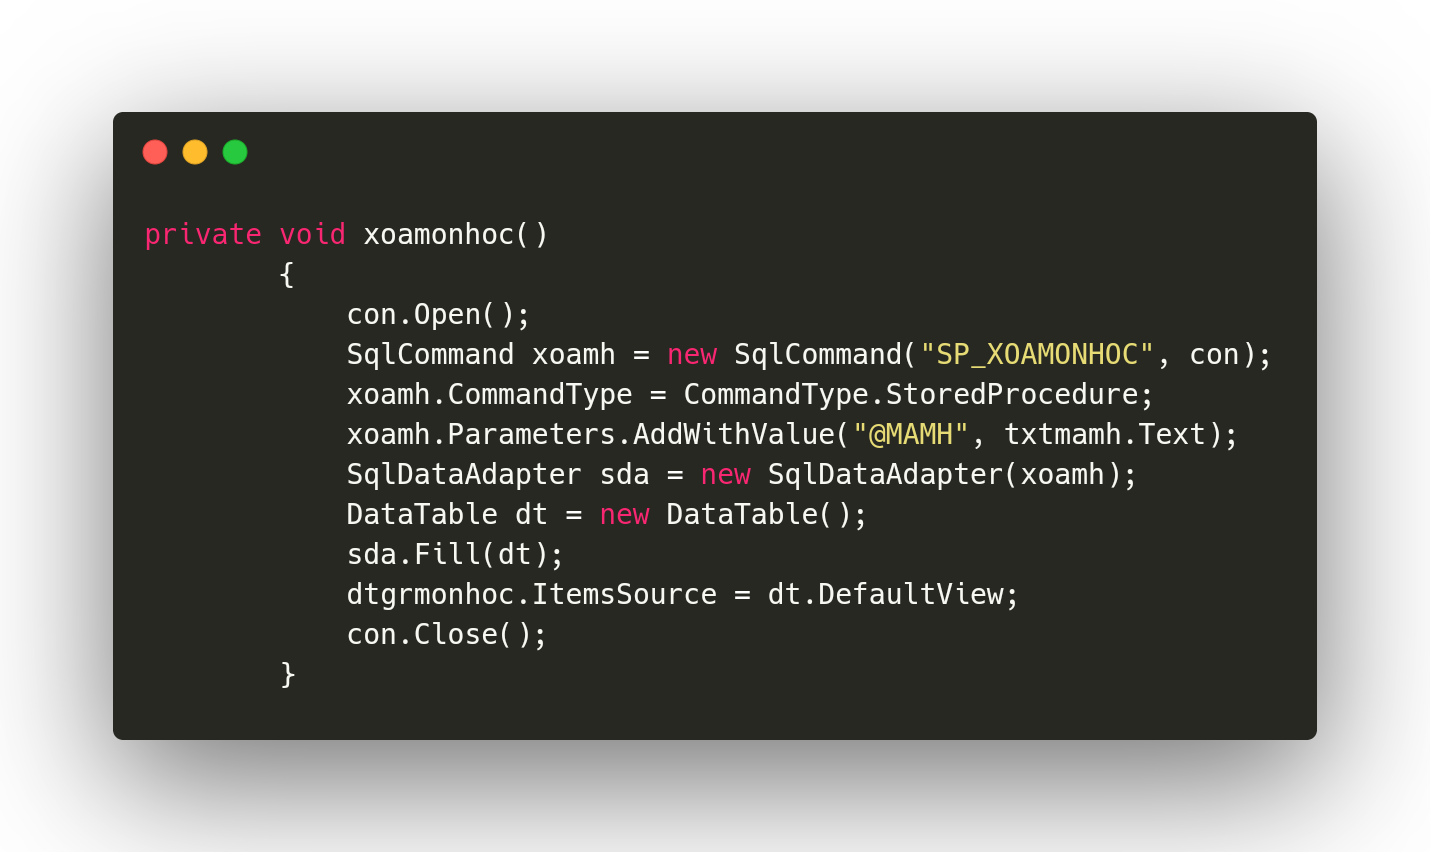 private void xoamonhoc()
        {
            con.Open();
            SqlCommand xoamh = new SqlCommand("SP_XOAMONHOC", con);
            xoamh.CommandType = CommandType.StoredProcedure;
            xoamh.Parameters.AddWithValue("@MAMH", txtmamh.Text);
            SqlDataAdapter sda = new SqlDataAdapter(xoamh);
            DataTable dt = new DataTable();
            sda.Fill(dt);
            dtgrmonhoc.ItemsSource = dt.DefaultView;
            con.Close();
        }